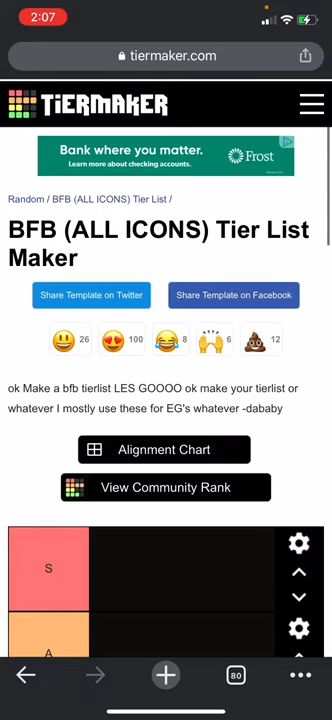 2:07
tiermaker.com
TiERMAKER
Bank where you matter.
Learn more about checking accounts.
Frost
Random / BFB (ALL ICONS) Tier List /
BFB (ALL ICONS) Tier List
Maker
Share Template on Twitter
Share Template on Facebook
26
100
8
6
12
ok Make a bfb tierlist LES GOOOO ok make your tierlist or
whatever I mostly use these for EG's whatever -dababy
Alignment Chart
View Community Rank
S
A
80